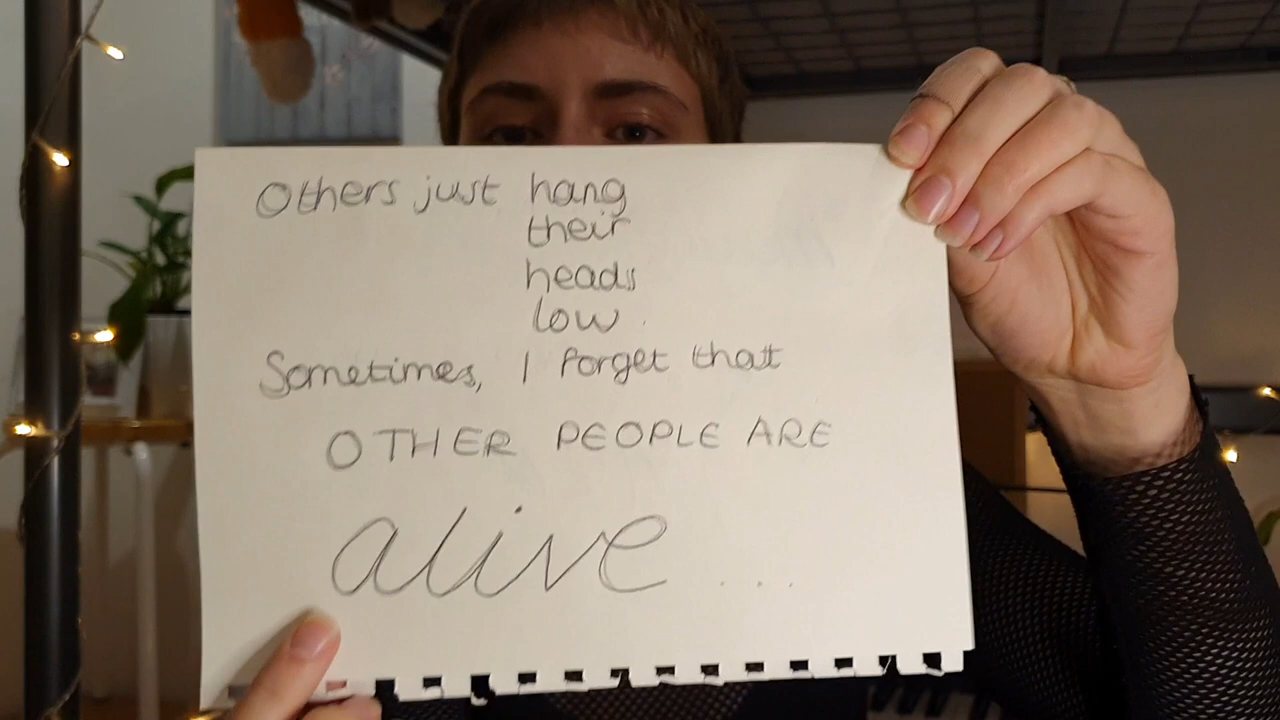 Others just hang
their
heads
low.
Sometimes, I forget that
OTHER PEOPLE ARE
alive...